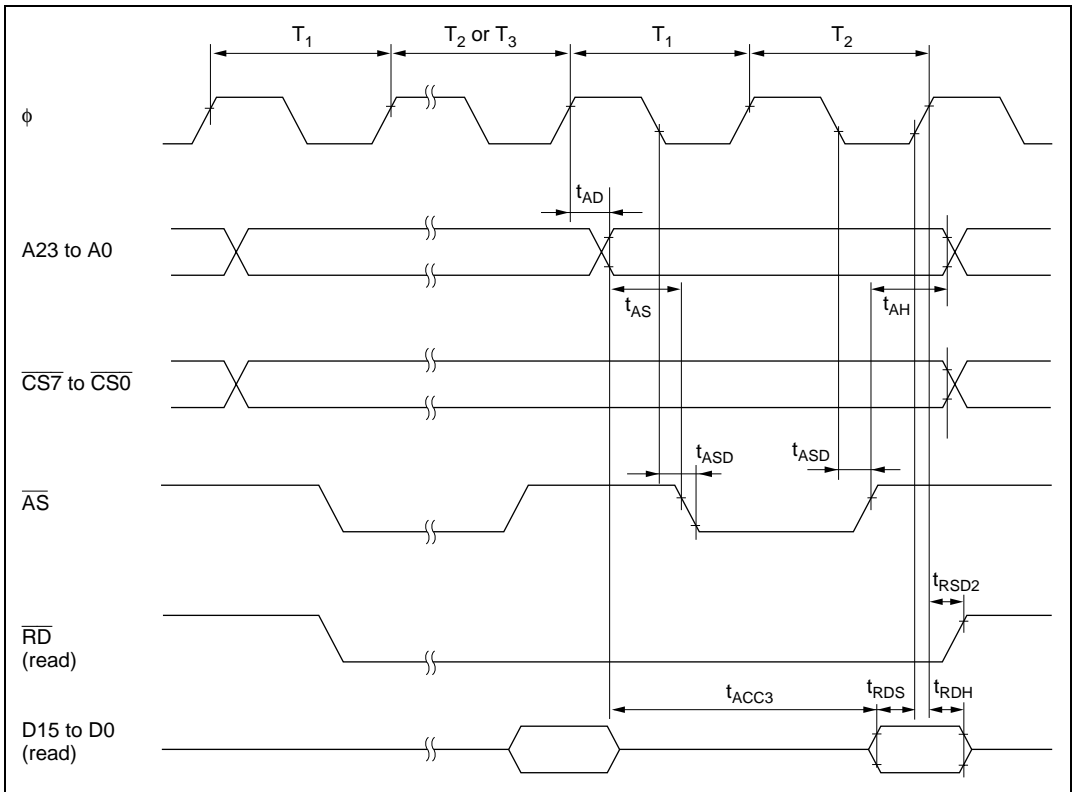 T1 T2 or T3 T1 T2
ϕ
tAD
A23 to A0
tAS tAH
CS7 to CS0
tASD tASD
AS
tRSD2
RD
(read)
tACC3 tRDS tRDH
D15 to D0
(read)